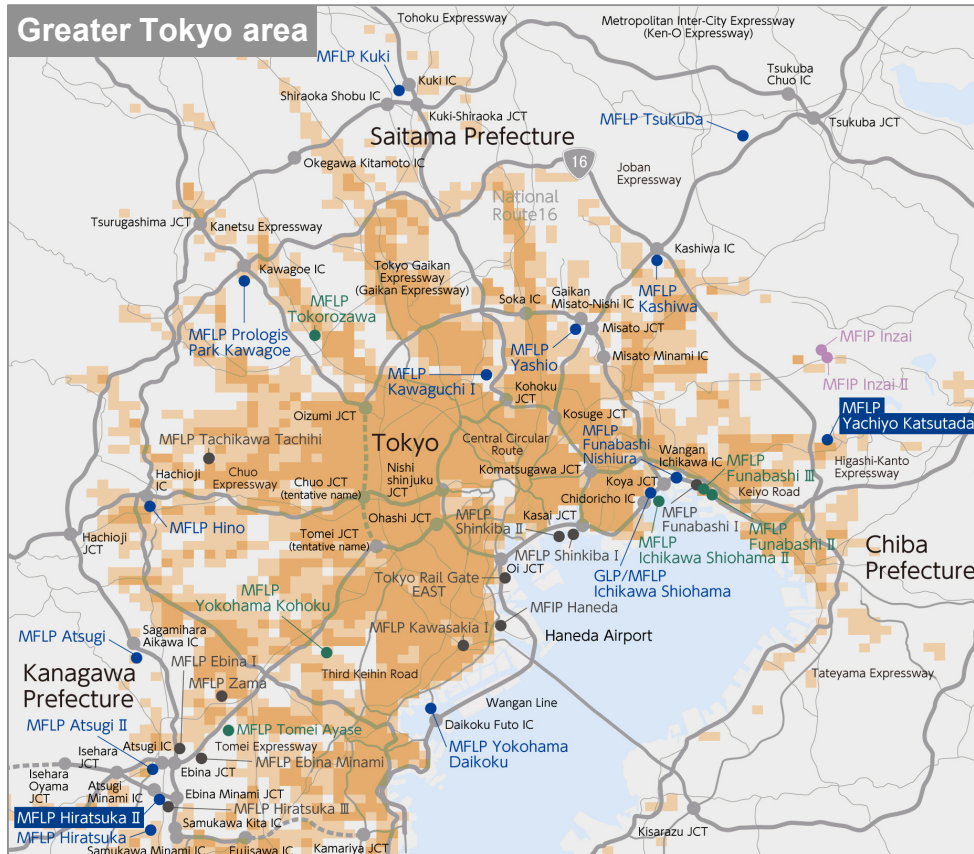 Greater Tokyo area
Tohoku Expressway
Metropolitan Inter-City Expressway
(Ken-O Expressway)
MFLP Kuki
Kuki IC
Tsukuba
Chuo IC
Shiraoka Shobu IC
Kuki-Shiraoka JCT
Tsukuba JCT
MFLP Tsukuba
Saitama Prefecture
Okegawa Kitamoto IC
16
Joban
Expressway
National
Route16
Tsurugashima JCT
Kanetsu Expressway
Kashiwa IC
Kawagoe IC
Tokyo Gaikan
Expressway
(Gaikan Expressway)
MFLP
Kashiwa
MFLP
Tokorozawa
Soka IC
Gaikan
Misato-Nishi IC
MFLP Prologis
Park Kawagoe
Misato JCT
MFLP
Yashio
MFIP Inzai
Misato Minami IC
MFLP
Kawaguchi I
MFIP Inzai II
Kohoku
JCT
Oizumi JCT
Kosuge JCT
MFLP
Yachiyo Katsutadai
MFLP Tachikawa Tachihi
Tokyo
Central Circular
Route
MFLP
Funabashi
Nishiura
Wangan
Ichikawa IC
MFLP
Funabashi III
Higashi-Kanto
Expressway
Hachioji
IC
Chuo
Expressway
Chuo JCT
(tentative name)
Nishi
shinjuku
JCT
Komatsugawa JCT
Koya JCT
Keiyo Road
Chidoricho IC
MFLP
Funabashi I
MFLP
Funabashi II
MFLP Hino
Ohashi JCT
MFLP
Shinkiba II
Kasai JCT
Hachioji
JCT
Tomei JCT
(tentative name)
MFLP
Ichikawa Shiohama II
Chiba
Prefecture
MFLP Shinkiba I
Oi JCT
GLP/MFLP
Ichikawa Shiohama
Tokyo Rail Gate
EAST
MFLP
Yokohama Kohoku
MFIP Haneda
Sagamihara
Aikawa IC
MFLP Kawasakia I
Haneda Airport
MFLP Atsugi
MFLP Ebina I
Kanagawa
Prefecture
Third Keihin Road
Tateyama Expressway
MFLP Zama
Wangan Line
MFLP Atsugi II
MFLP Tomei Ayase
Daikoku Futo IC
Atsugi IC
Tomei Expressway
MFLP Yokohama
Daikoku
Isehara
JCT
MFLP Ebina Minami
Ebina JCT
Isehara
Oyama
JCT
Atsugi
Minami IC
Ebina Minami JCT
MFLP Hiratsuka III
MFLP Hiratsuka II
Samukawa Kita IC
MFLP Hiratsuka
Kisarazu JCT
Samukawa Minami IC
Fujisawa IC
Kamariya JCT